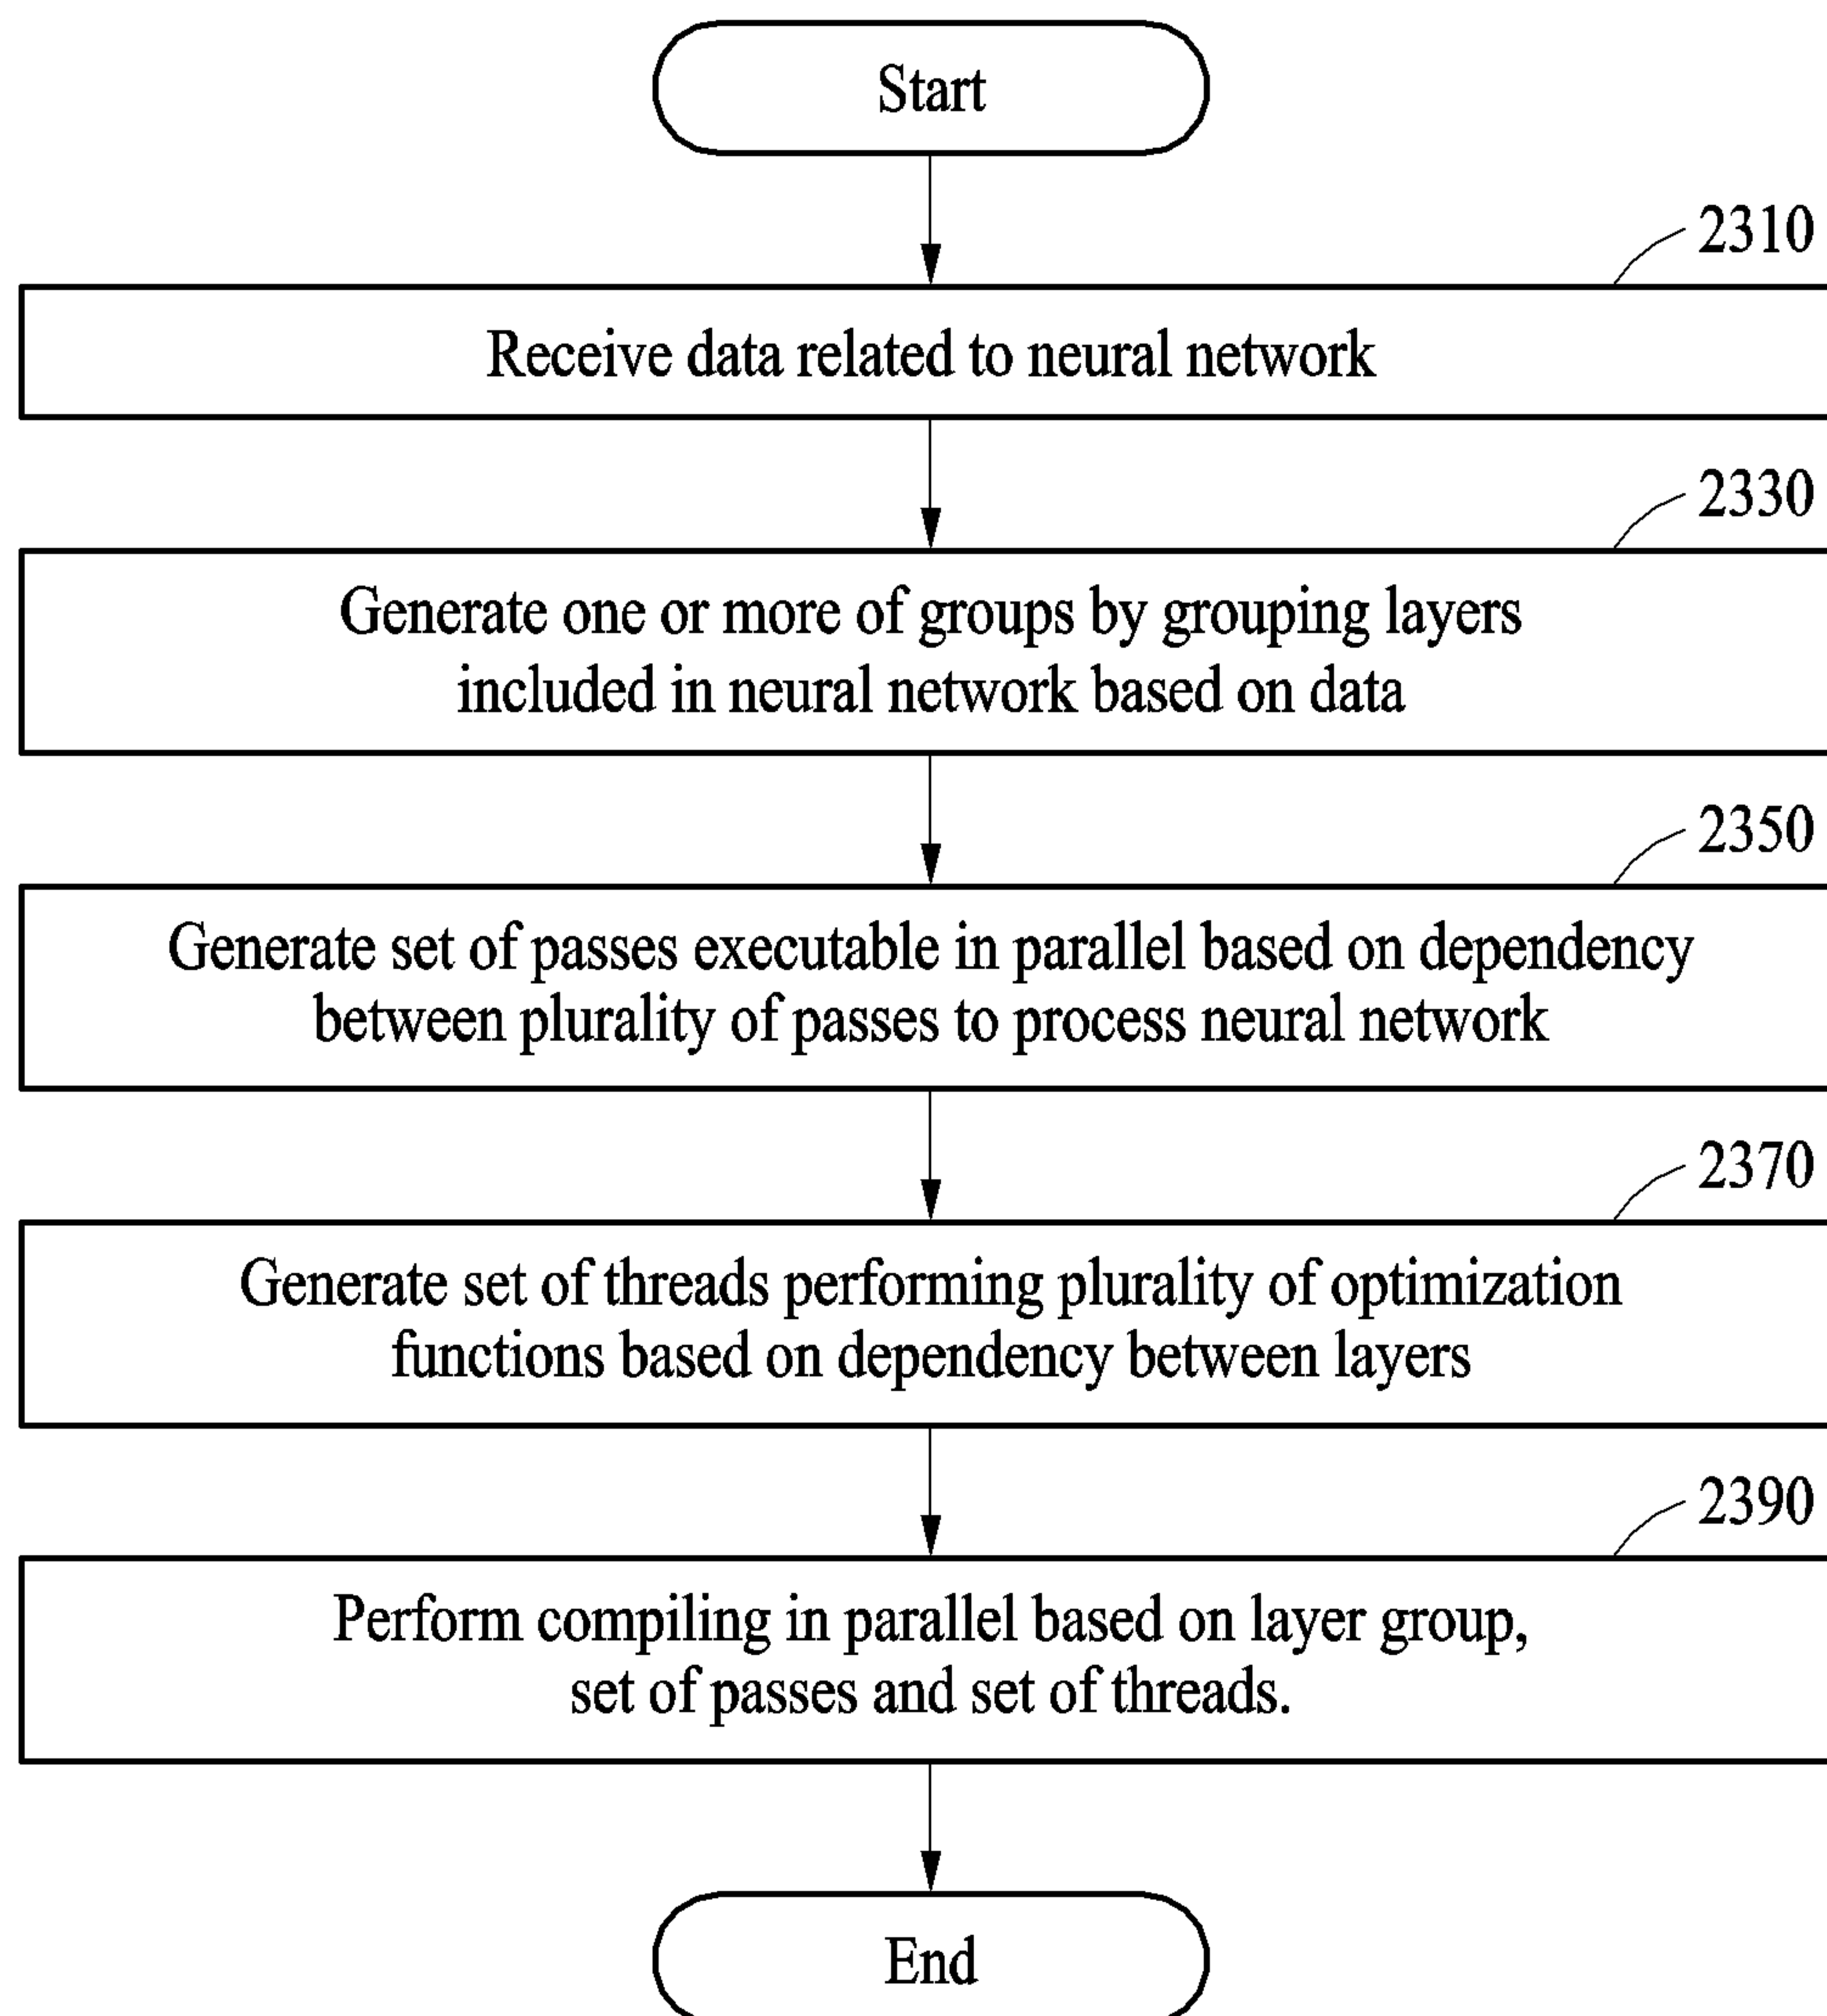 Start
2310
Receive data related to neural network
2330
Generate one or more of groups by grouping layers
included in neural network based on data
2350
Generate set of passes executable in parallel based on dependency
between plurality of passes to process neural network
2370
Generate set of threads performing plurality of optimization
functions based on dependency between layers
2390
Perform compiling in parallel based on layer group,
set of passes and set of threads.
End